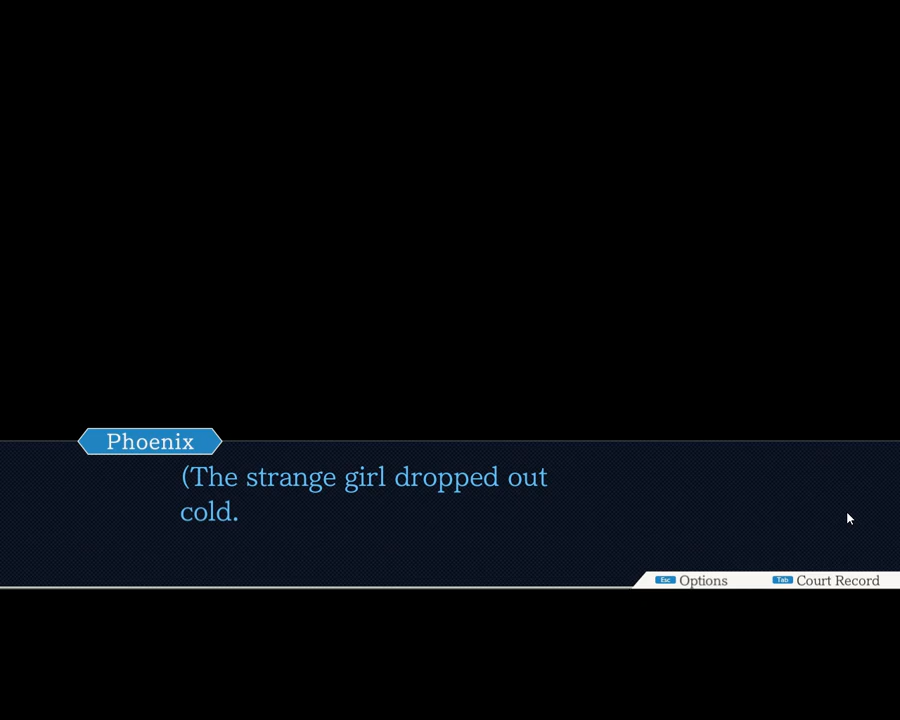 Phoenix
(The strange girl dropped out
cold.
Esc Options Tab Court Record